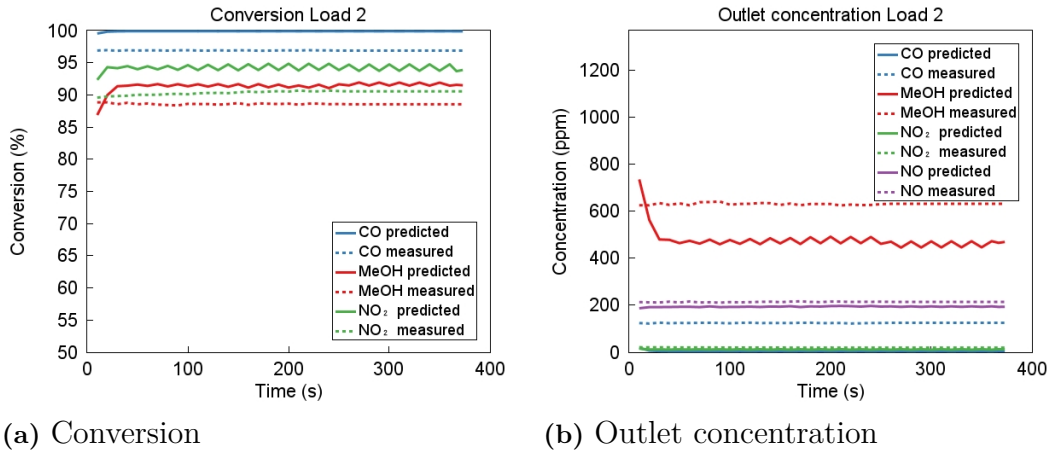 Conversion Load 2
100
95
90
85
80
75
70
65
60
55
50
Conversion (%)
CO predicted
CO measured
MeOH predicted
MeOH measured
NO₂ predicted
NO₂ measured
0 100 200 300 400
Time (s)
(a) Conversion
Outlet concentration Load 2
1200
1000
800
600
400
200
0
Concentration (ppm)
CO predicted
CO measured
MeOH predicted
MeOH measured
NO₂ predicted
NO₂ measured
NO predicted
NO measured
0 100 200 300 400
Time (s)
(b) Outlet concentration